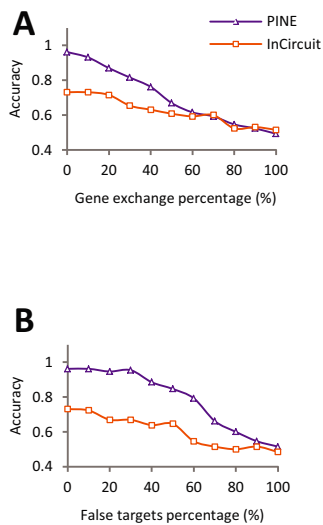 A
PINE
InCircuit
Accuracy
1
0.8
0.6
0.4
0 20 40 60 80 100
Gene exchange percentage (%)
B
Accuracy
1
0.8
0.6
0.4
0 20 40 60 80 100
False targets percentage (%)